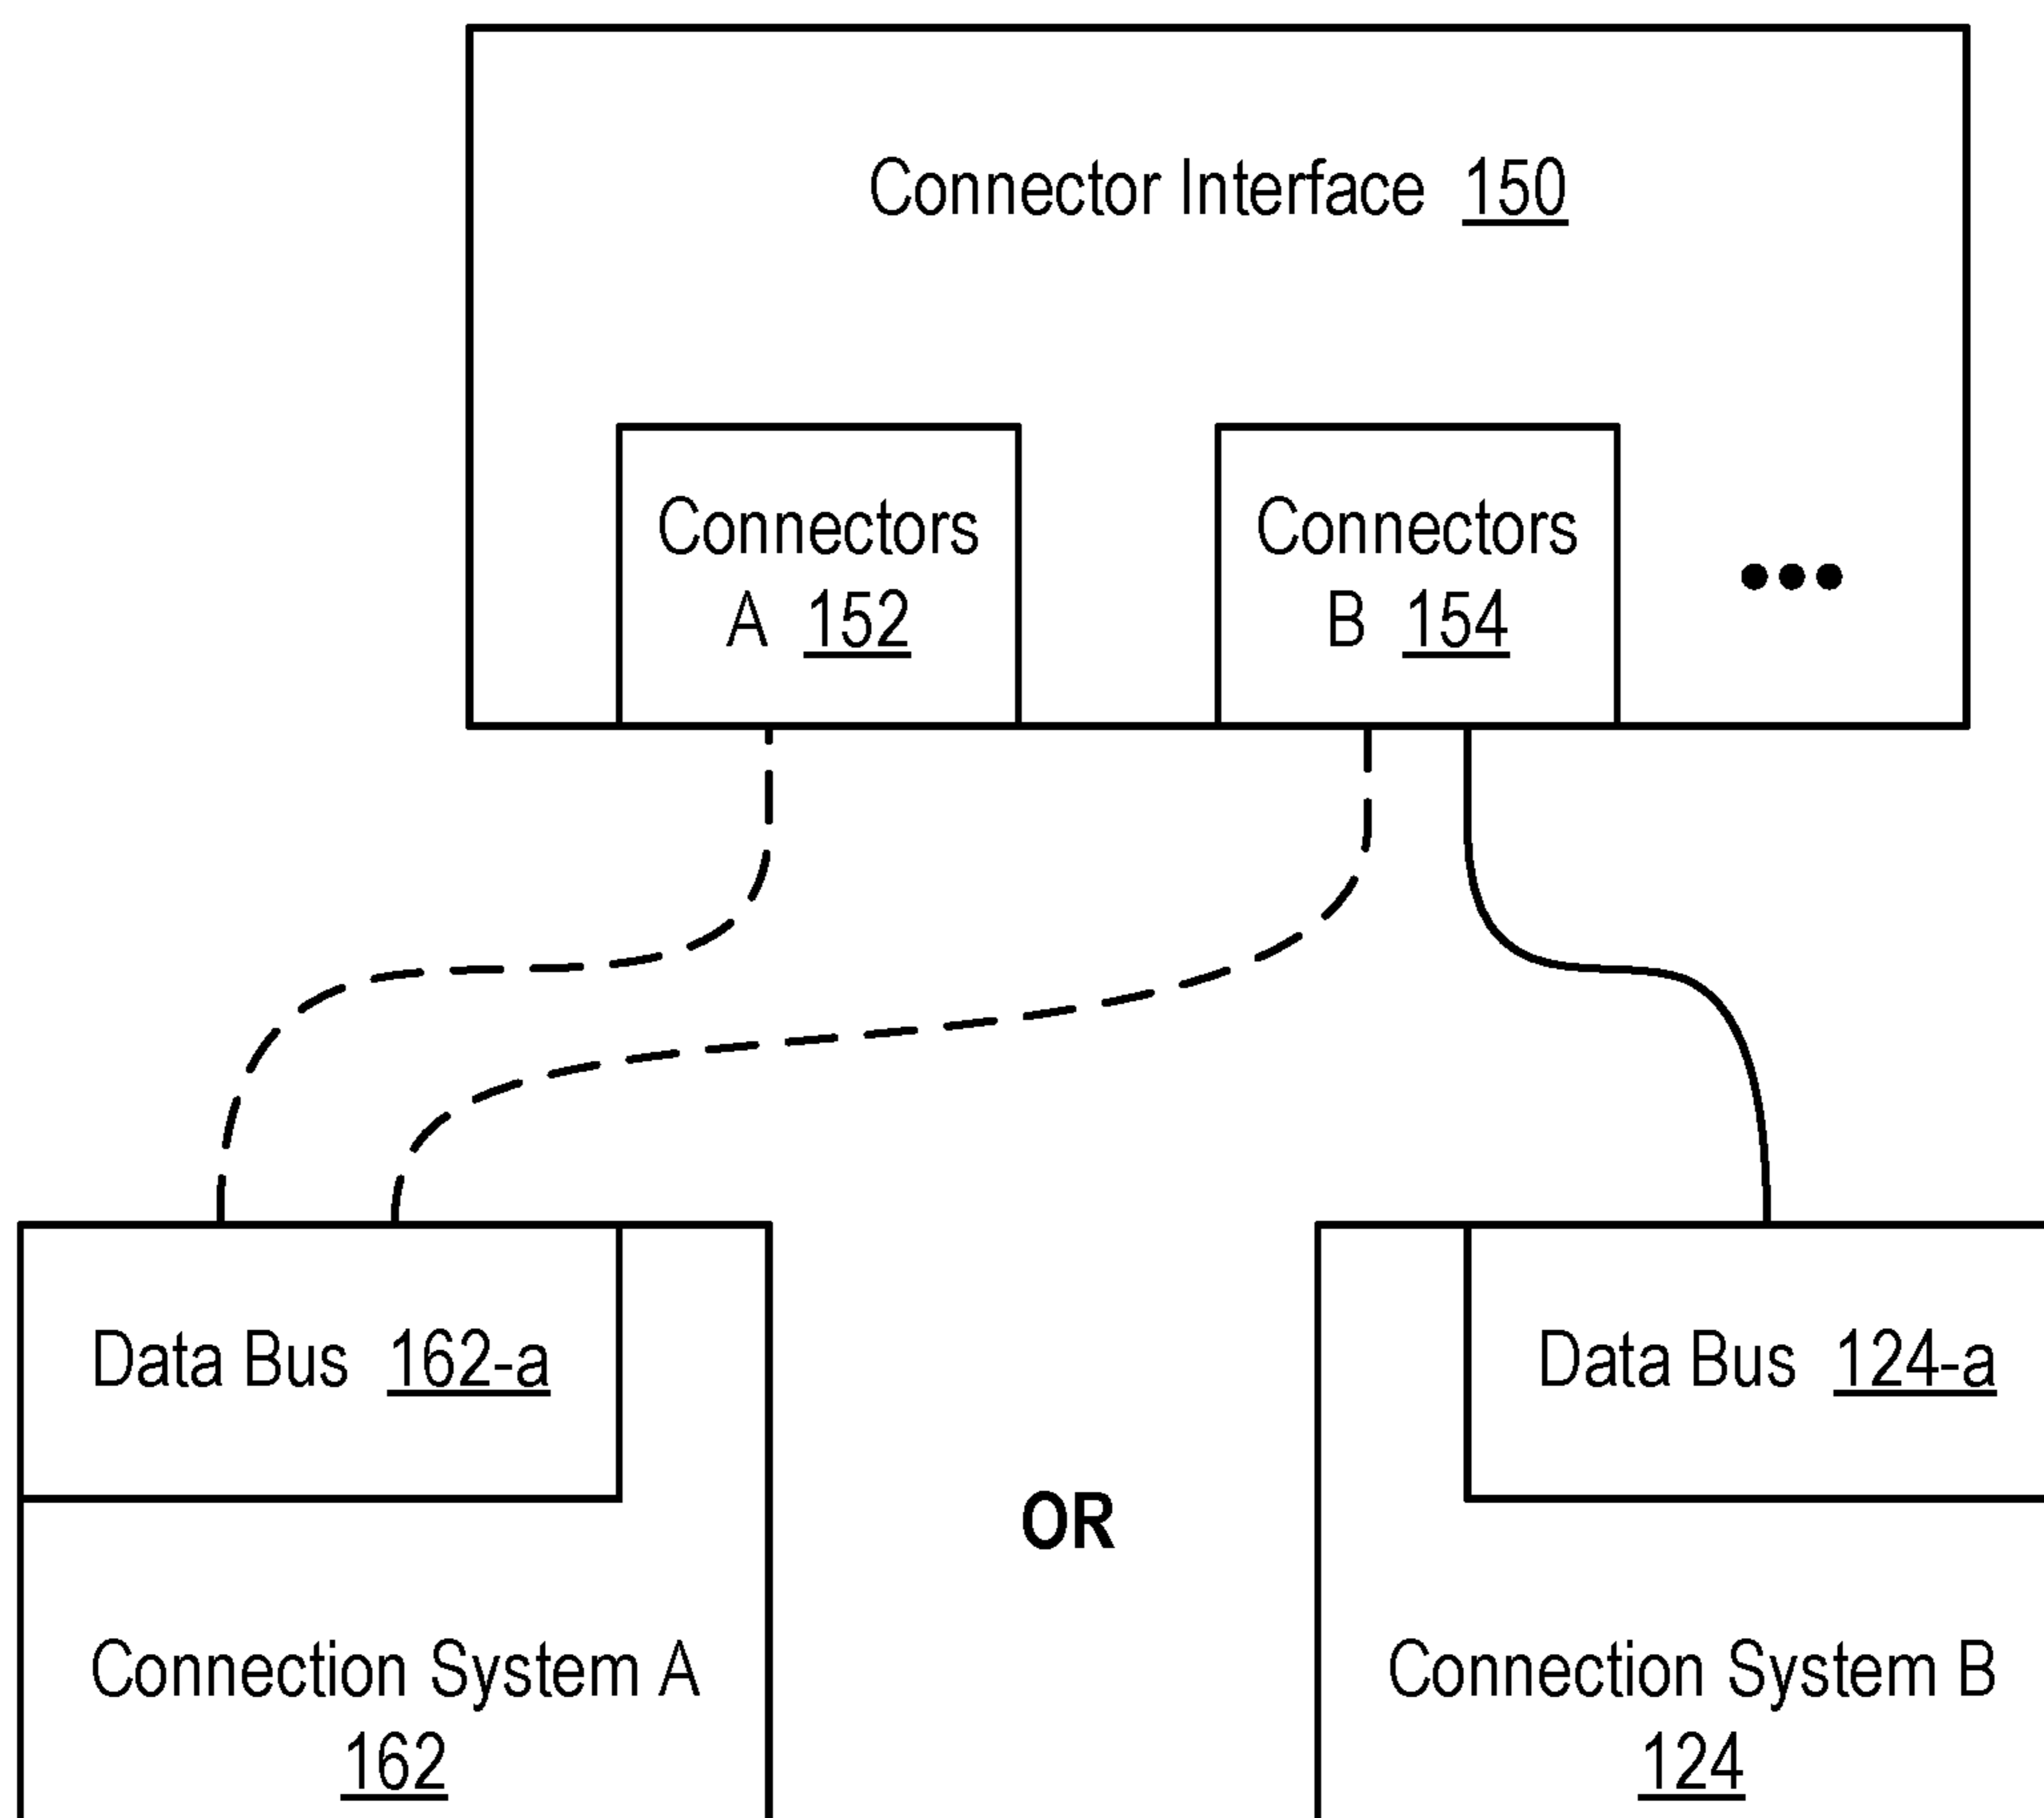 Connector Interface 150
Connectors
A 152
Connectors
B 154
Data Bus 162-a
Data Bus 124-a
OR
Connection System A
162
Connection System B
124